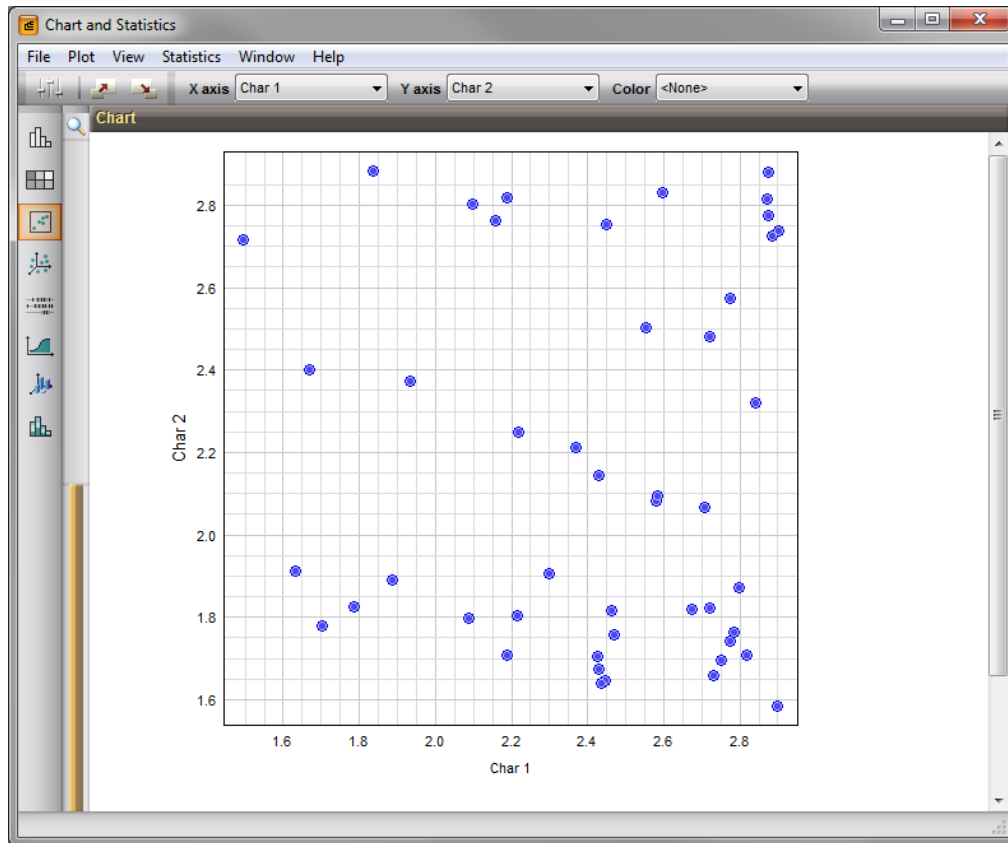 Chart and Statistics
File Plot View Statistics Window Help
X axis Char 1 Y axis Char 2 Color <None>
Chart
2.8
2.6
2.4
2.2
2.0
1.8
1.6
Char 2
1.6 1.8 2.0 2.2 2.4 2.6 2.8
Char 1